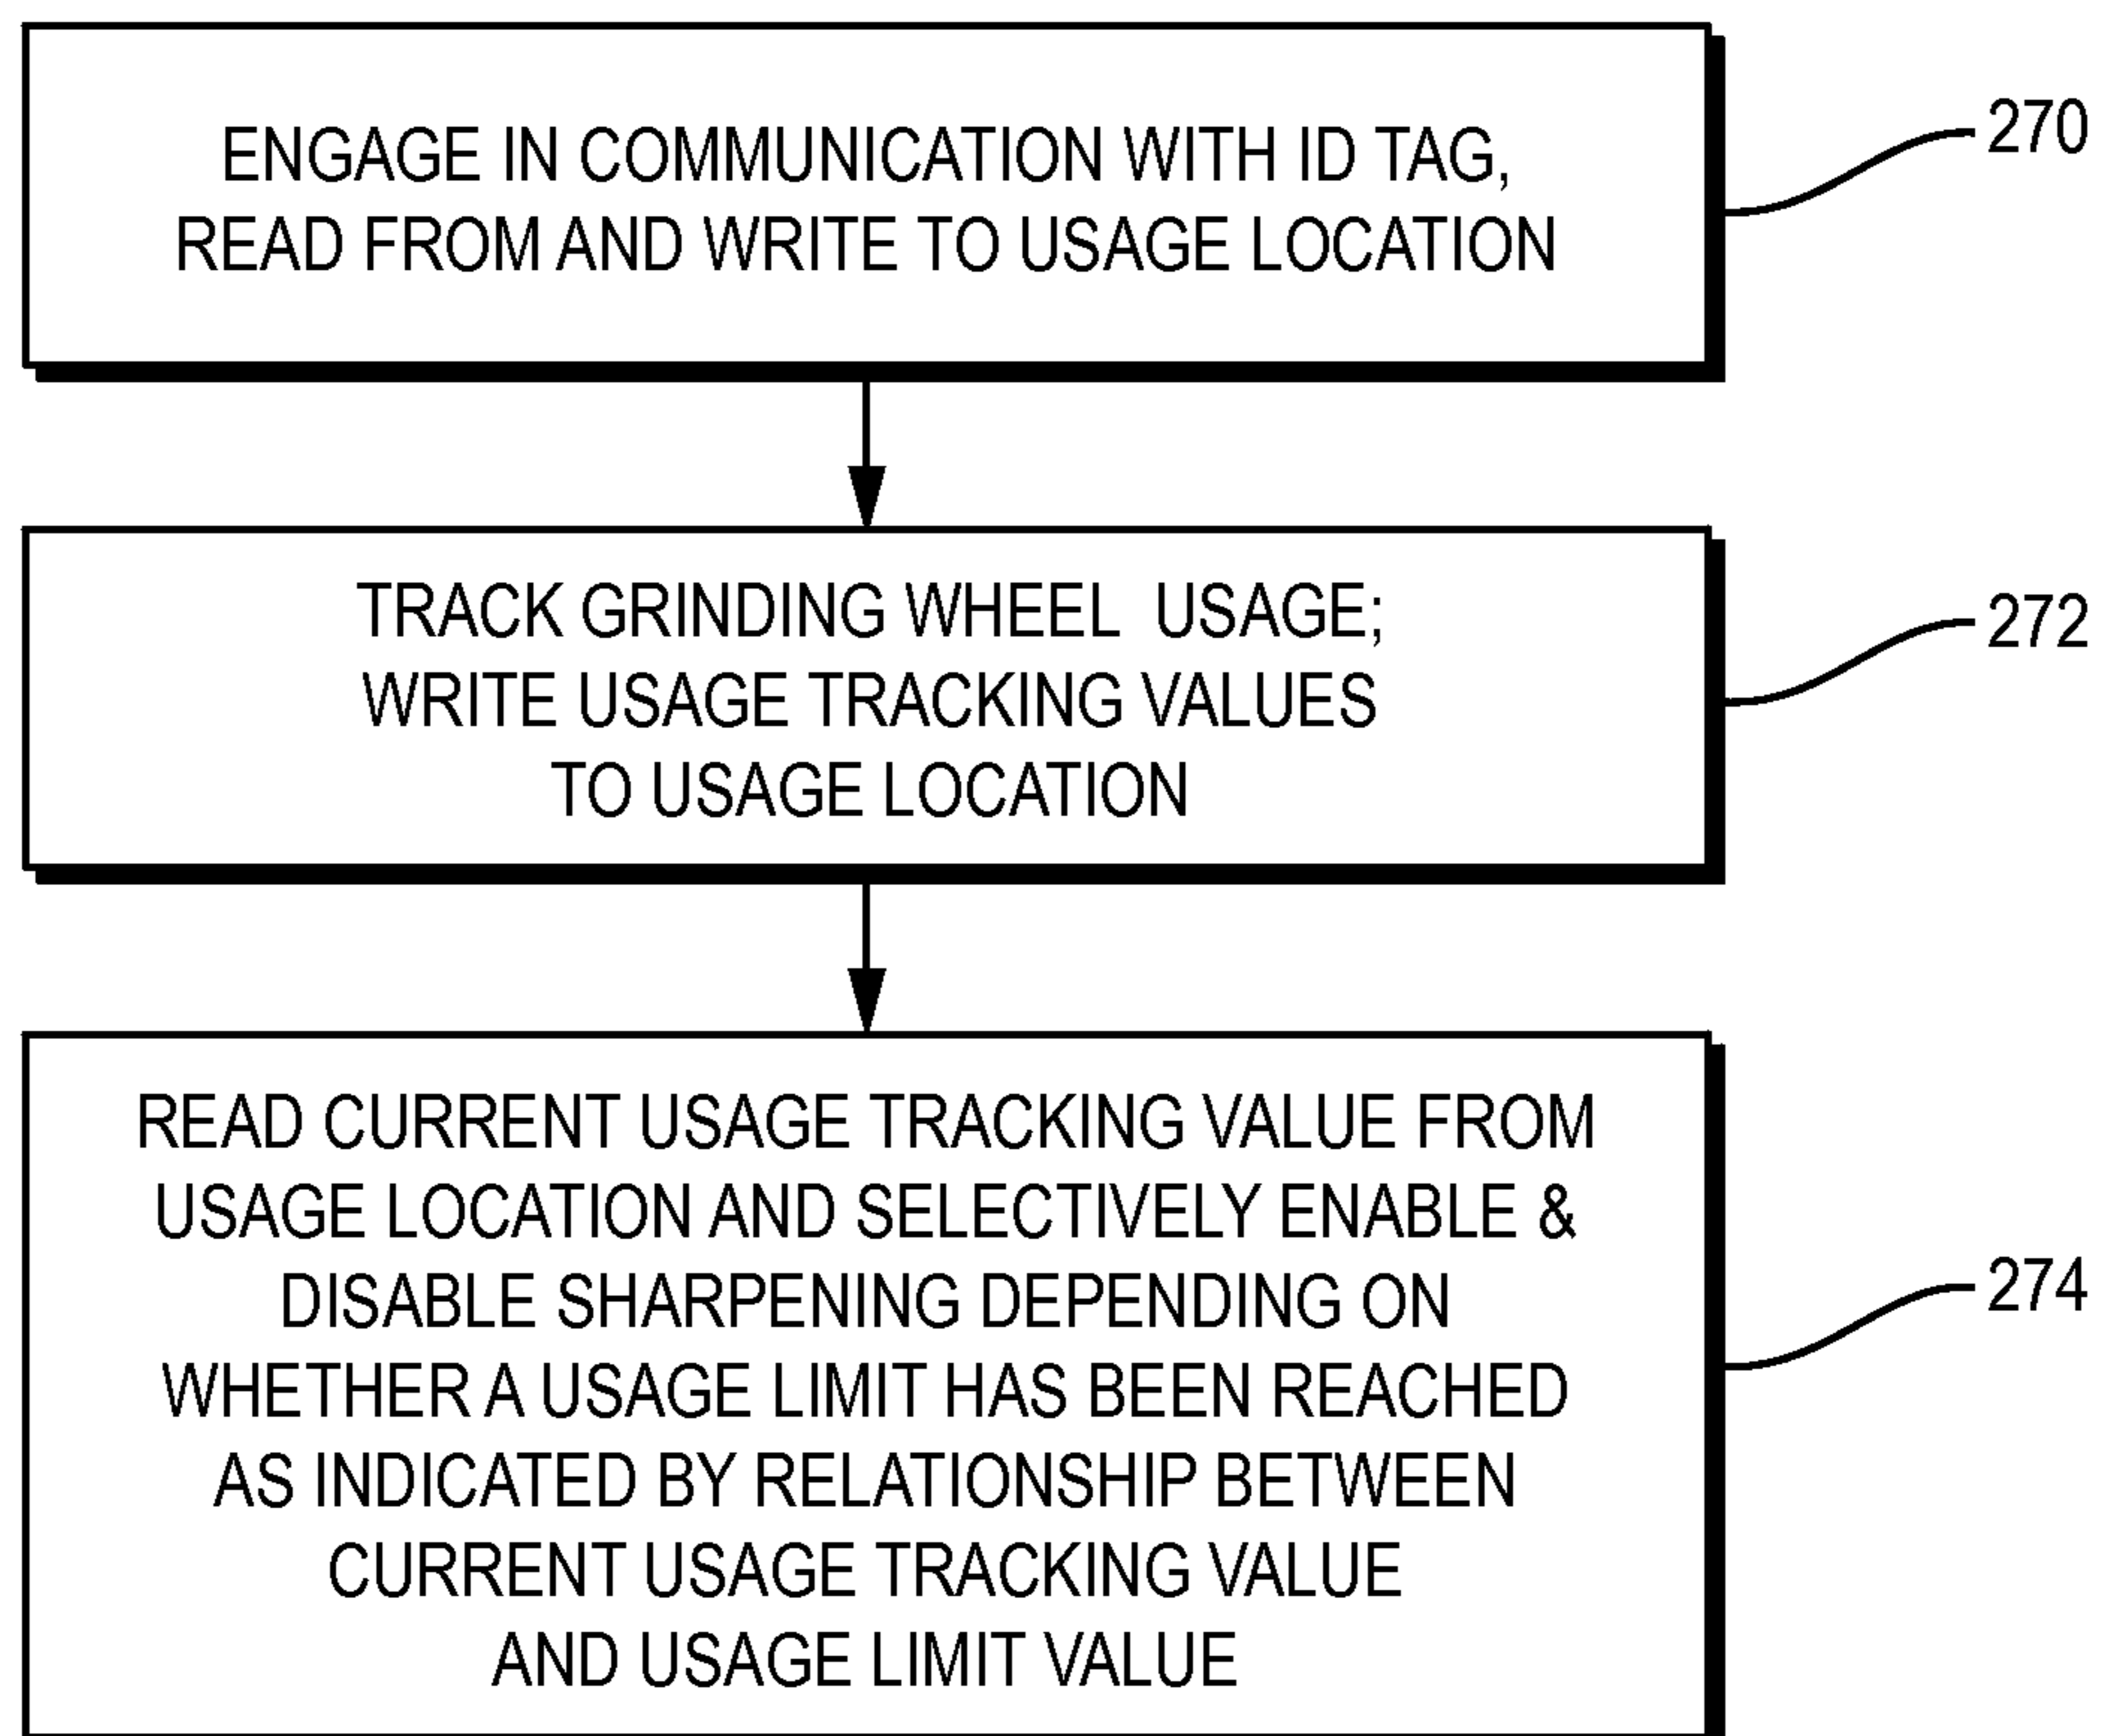 ENGAGE IN COMMUNICATION WITH ID TAG,
READ FROM AND WRITE TO USAGE LOCATION
270
TRACK GRINDING WHEEL USAGE;
WRITE USAGE TRACKING VALUES
TO USAGE LOCATION
272
READ CURRENT USAGE TRACKING VALUE FROM
USAGE LOCATION AND SELECTIVELY ENABLE &
DISABLE SHARPENING DEPENDING ON
WHETHER A USAGE LIMIT HAS BEEN REACHED
AS INDICATED BY RELATIONSHIP BETWEEN
CURRENT USAGE TRACKING VALUE
AND USAGE LIMIT VALUE
274